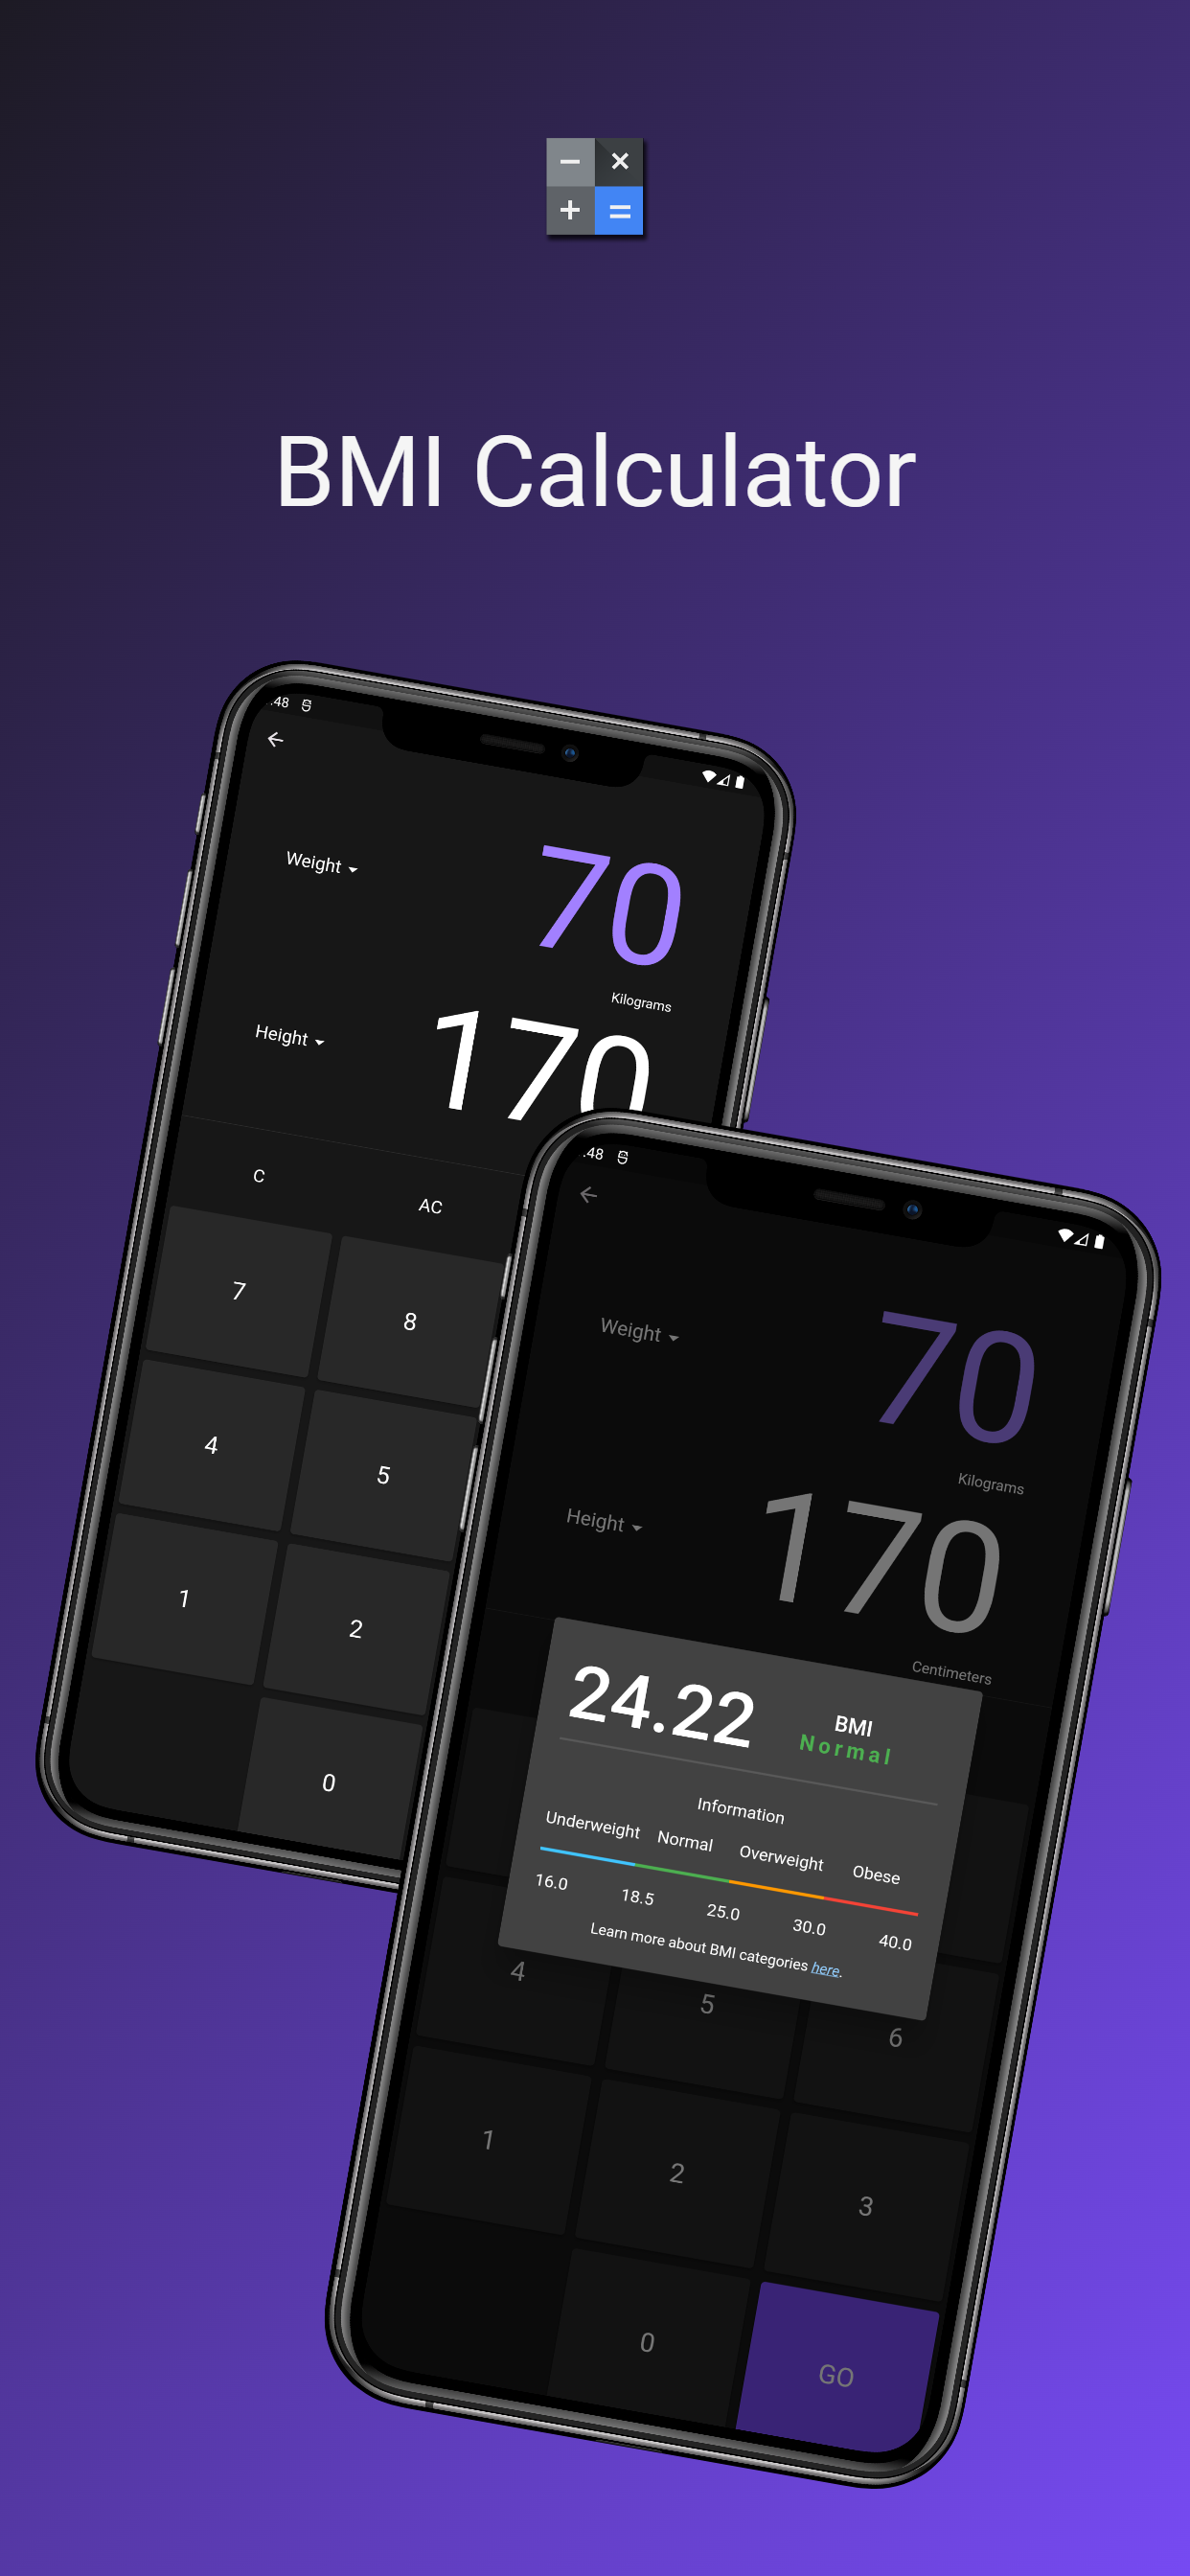 BMI Calculator
:48
Weight
70
Kilograms
Height
170
C
AC
7
8
4
5
1
2
0
:48
Weight
70
Kilograms
Height
170
Centimeters
24.22
BMI
Normal
Information
Underweight Normal Overweight Obese
16.0 18.5 25.0 30.0 40.0
Learn more about BMI categories here.
4
5
6
1
2
3
0
GO